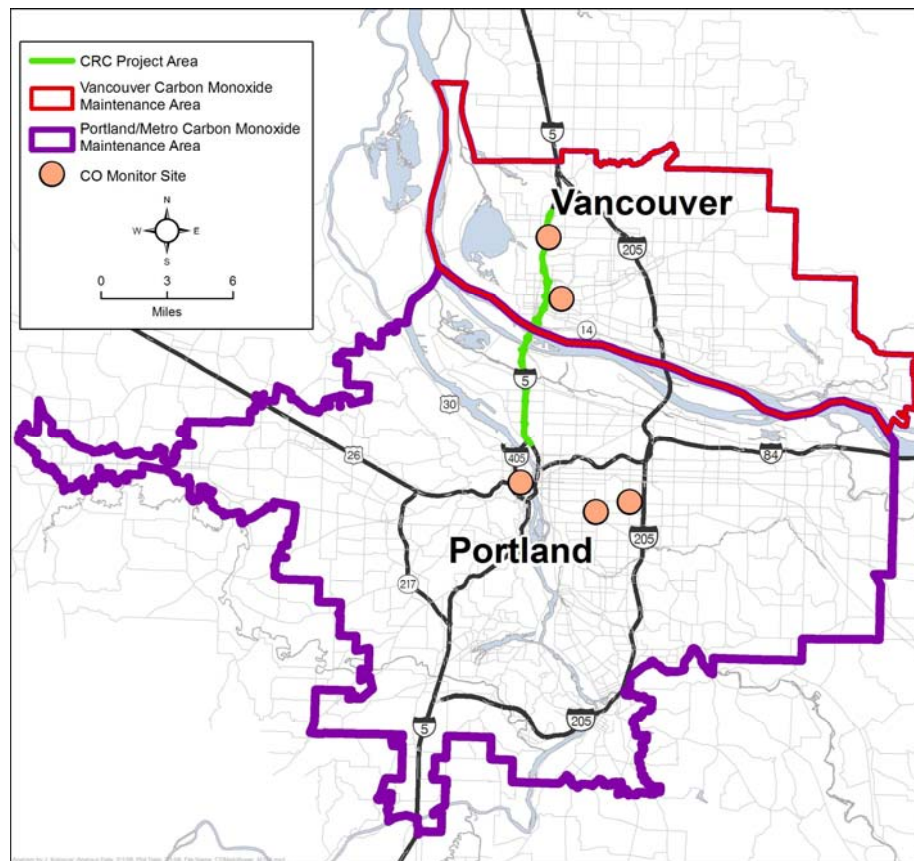 CRC Project Area
Vancouver Carbon Monoxide
Maintenance Area
Portland/Metro Carbon Monoxide
Maintenance Area
CO Monitor Site
N
W E
S
0 3 6
Miles
5
Vancouver
205
14
5
30
26
405
84
Portland
205
217
5
205